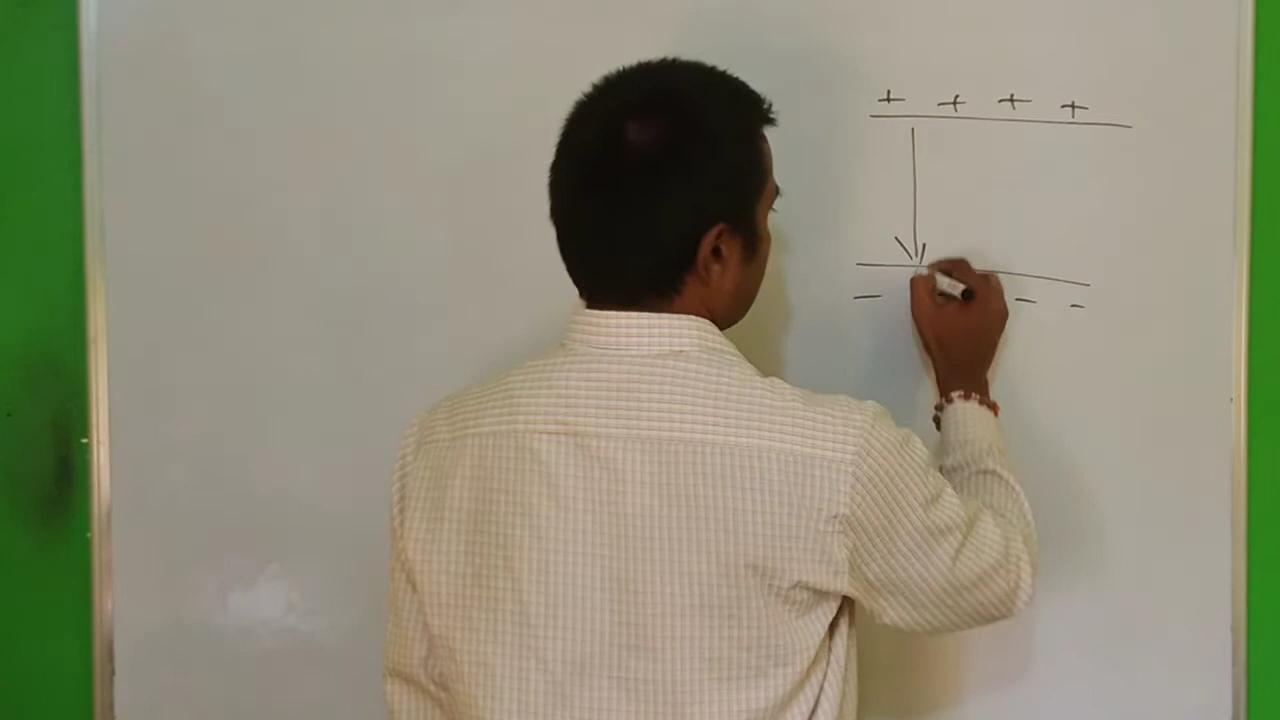 + + + +
- - -